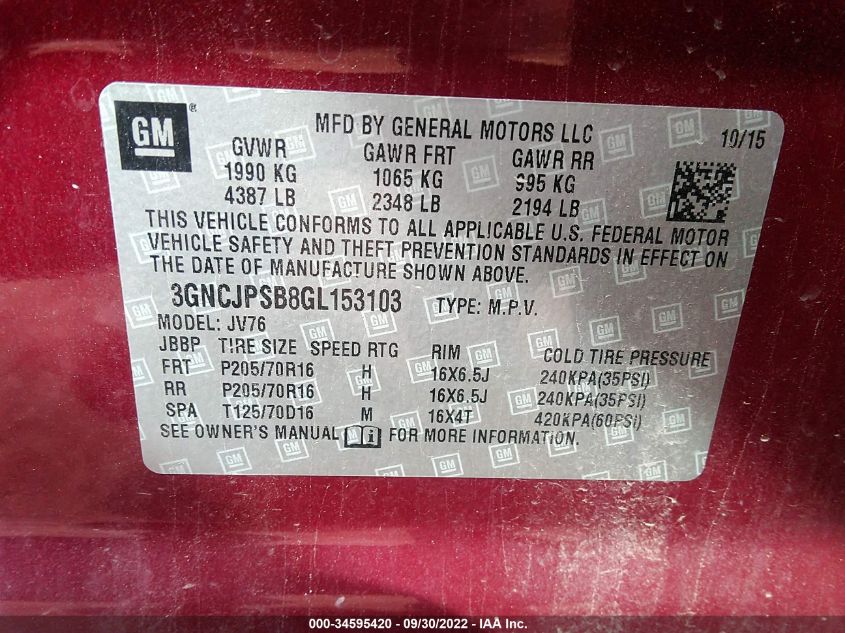 GM ®
MFD BY GENERAL MOTORS LLC 10/15
GVWR GAWR FRT GAWR RR
1990 KG 1065 KG 995 KG
4387 LB 2348 LB 2194 LB
THIS VEHICLE CONFORMS TO ALL APPLICABLE U.S. FEDERAL MOTOR
VEHICLE SAFETY AND THEFT PREVENTION STANDARDS IN EFFECT ON
THE DATE OF MANUFACTURE SHOWN ABOVE.
3GNCJPSB8GL153103 TYPE: M.P.V.
MODEL: JV76
JBBP TIRE SIZE SPEED RTG RIM COLD TIRE PRESSURE
FRT P205/70R16 H 16X6.5J 240KPA(35PSI)
RR P205/70R16 H 16X6.5J 240KPA(35PSI)
SPA T125/70D16 M 16X4T 420KPA(60PSI)
SEE OWNER'S MANUAL FOR MORE INFORMATION.
000-34595420 - 09/30/2022 - IAA Inc.